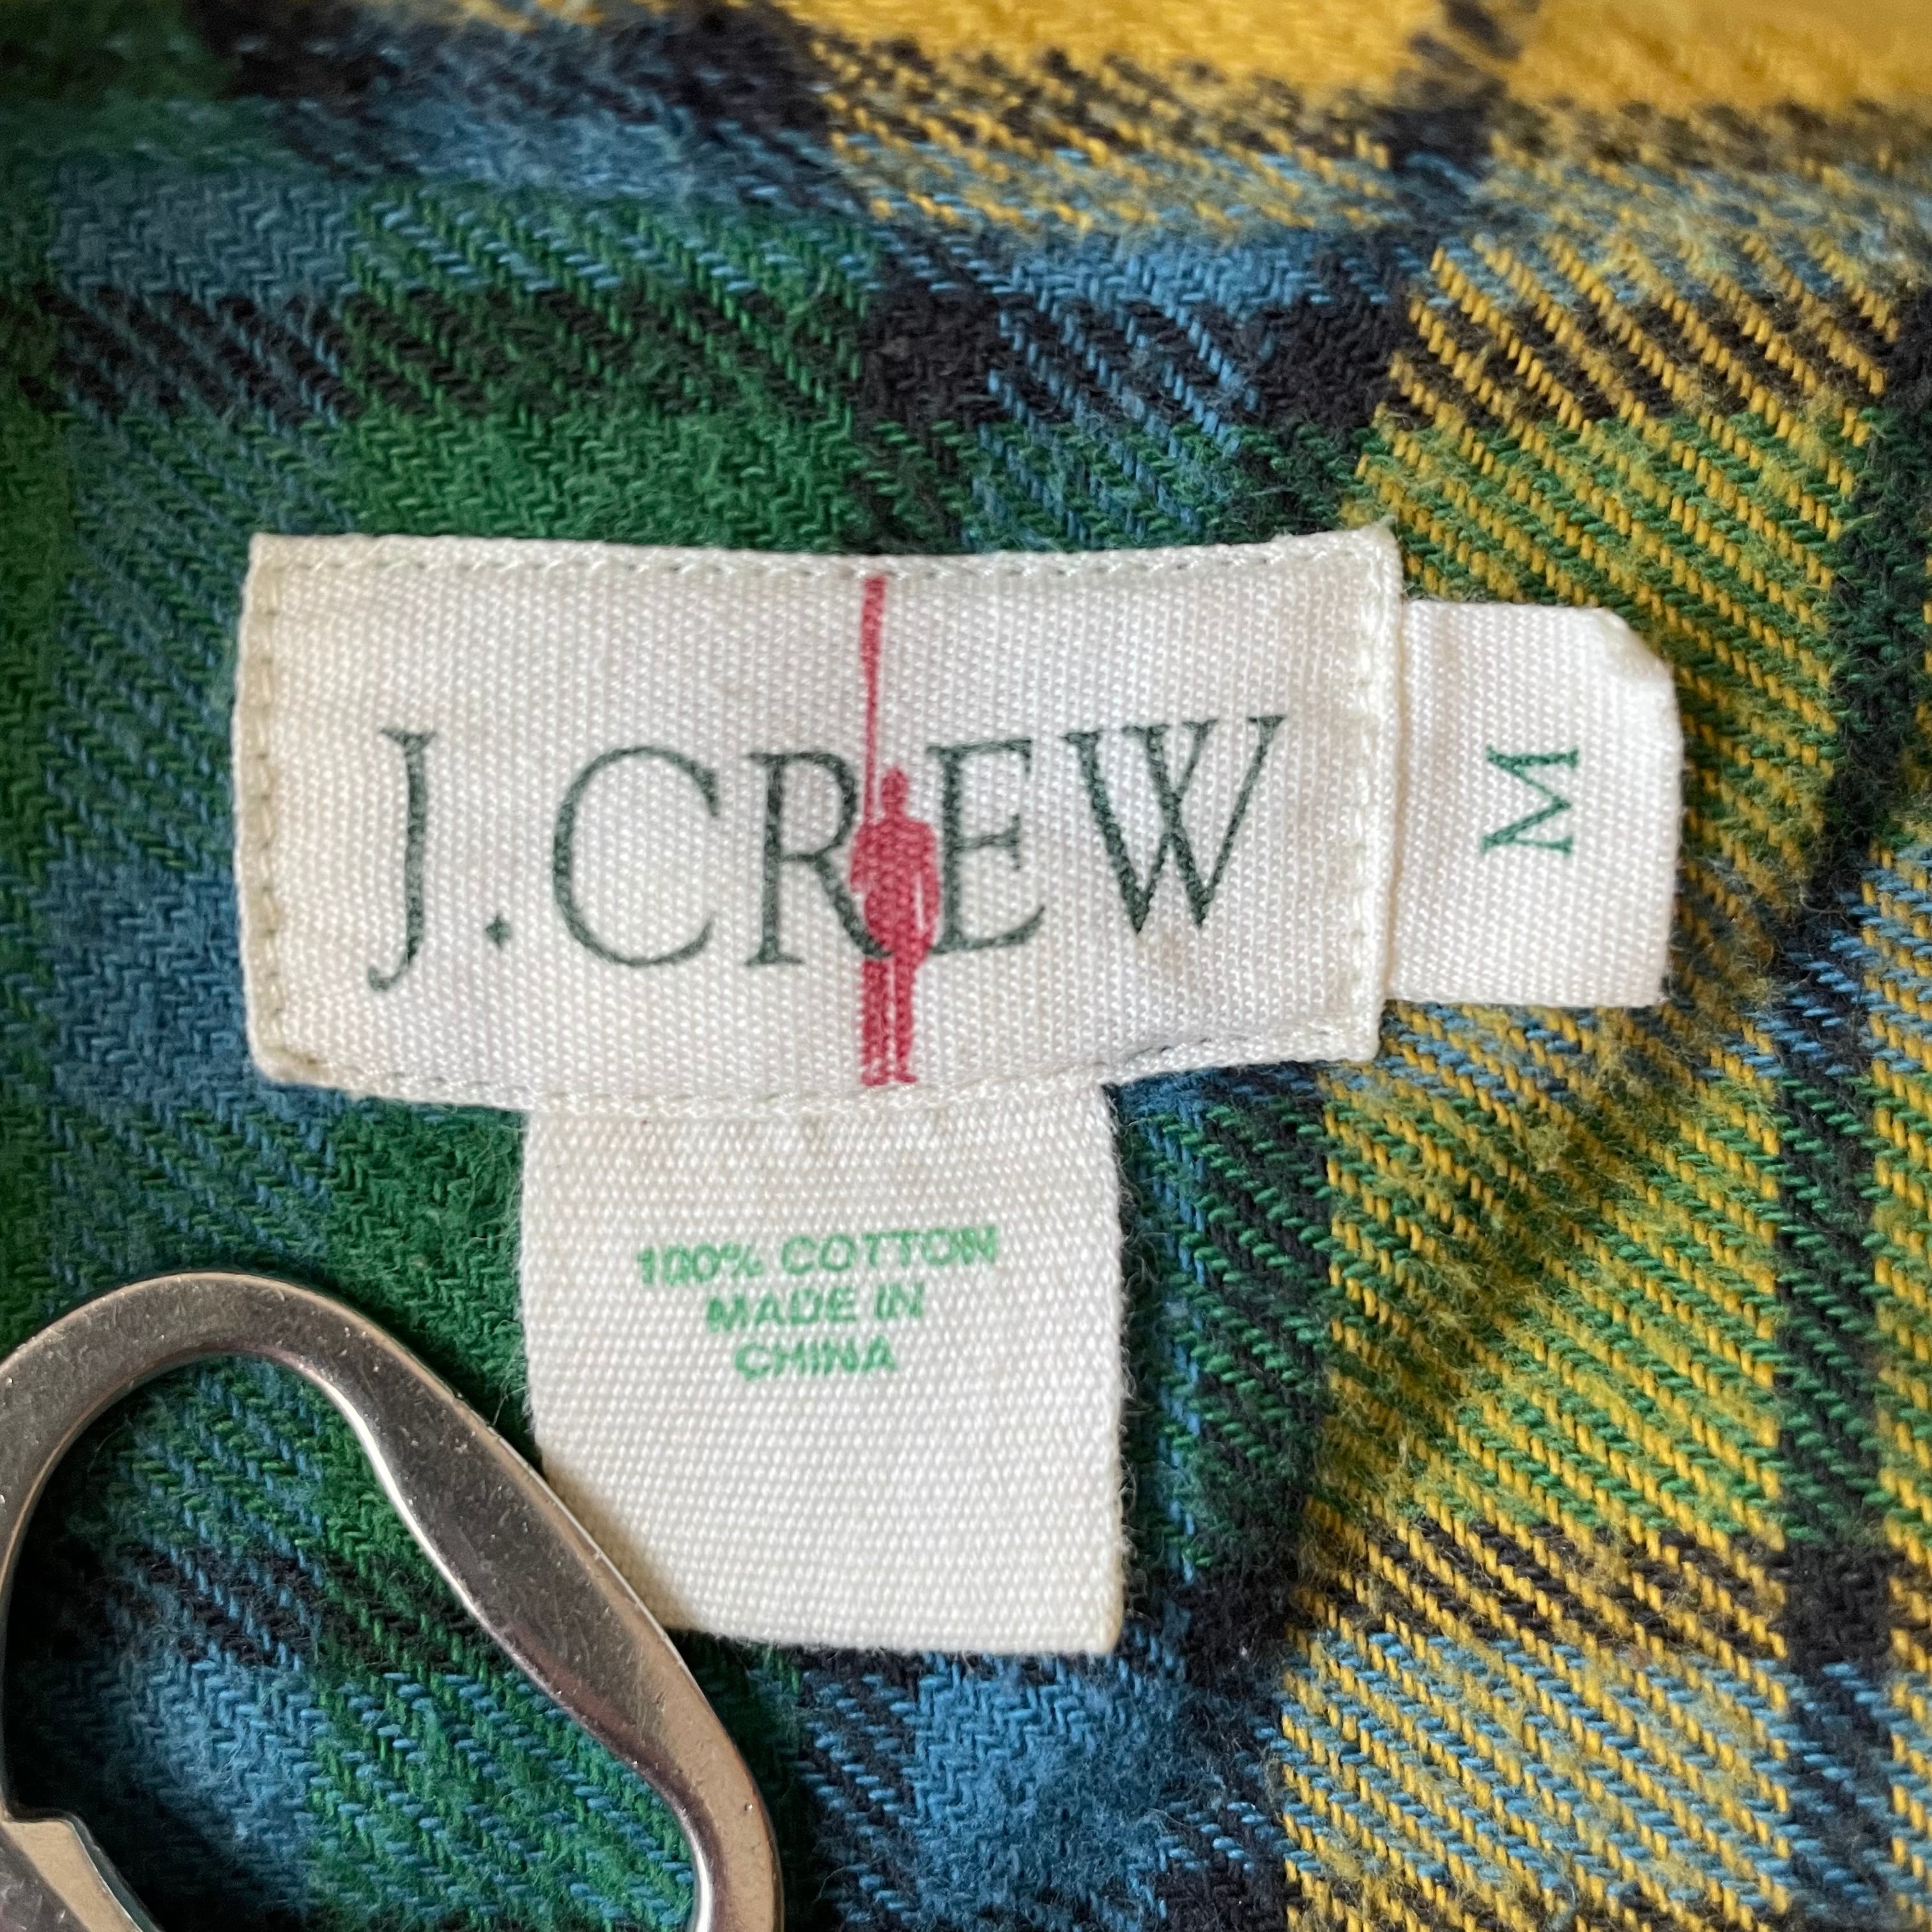 J.CREW
M
100% COTTON
MADE IN
CHINA